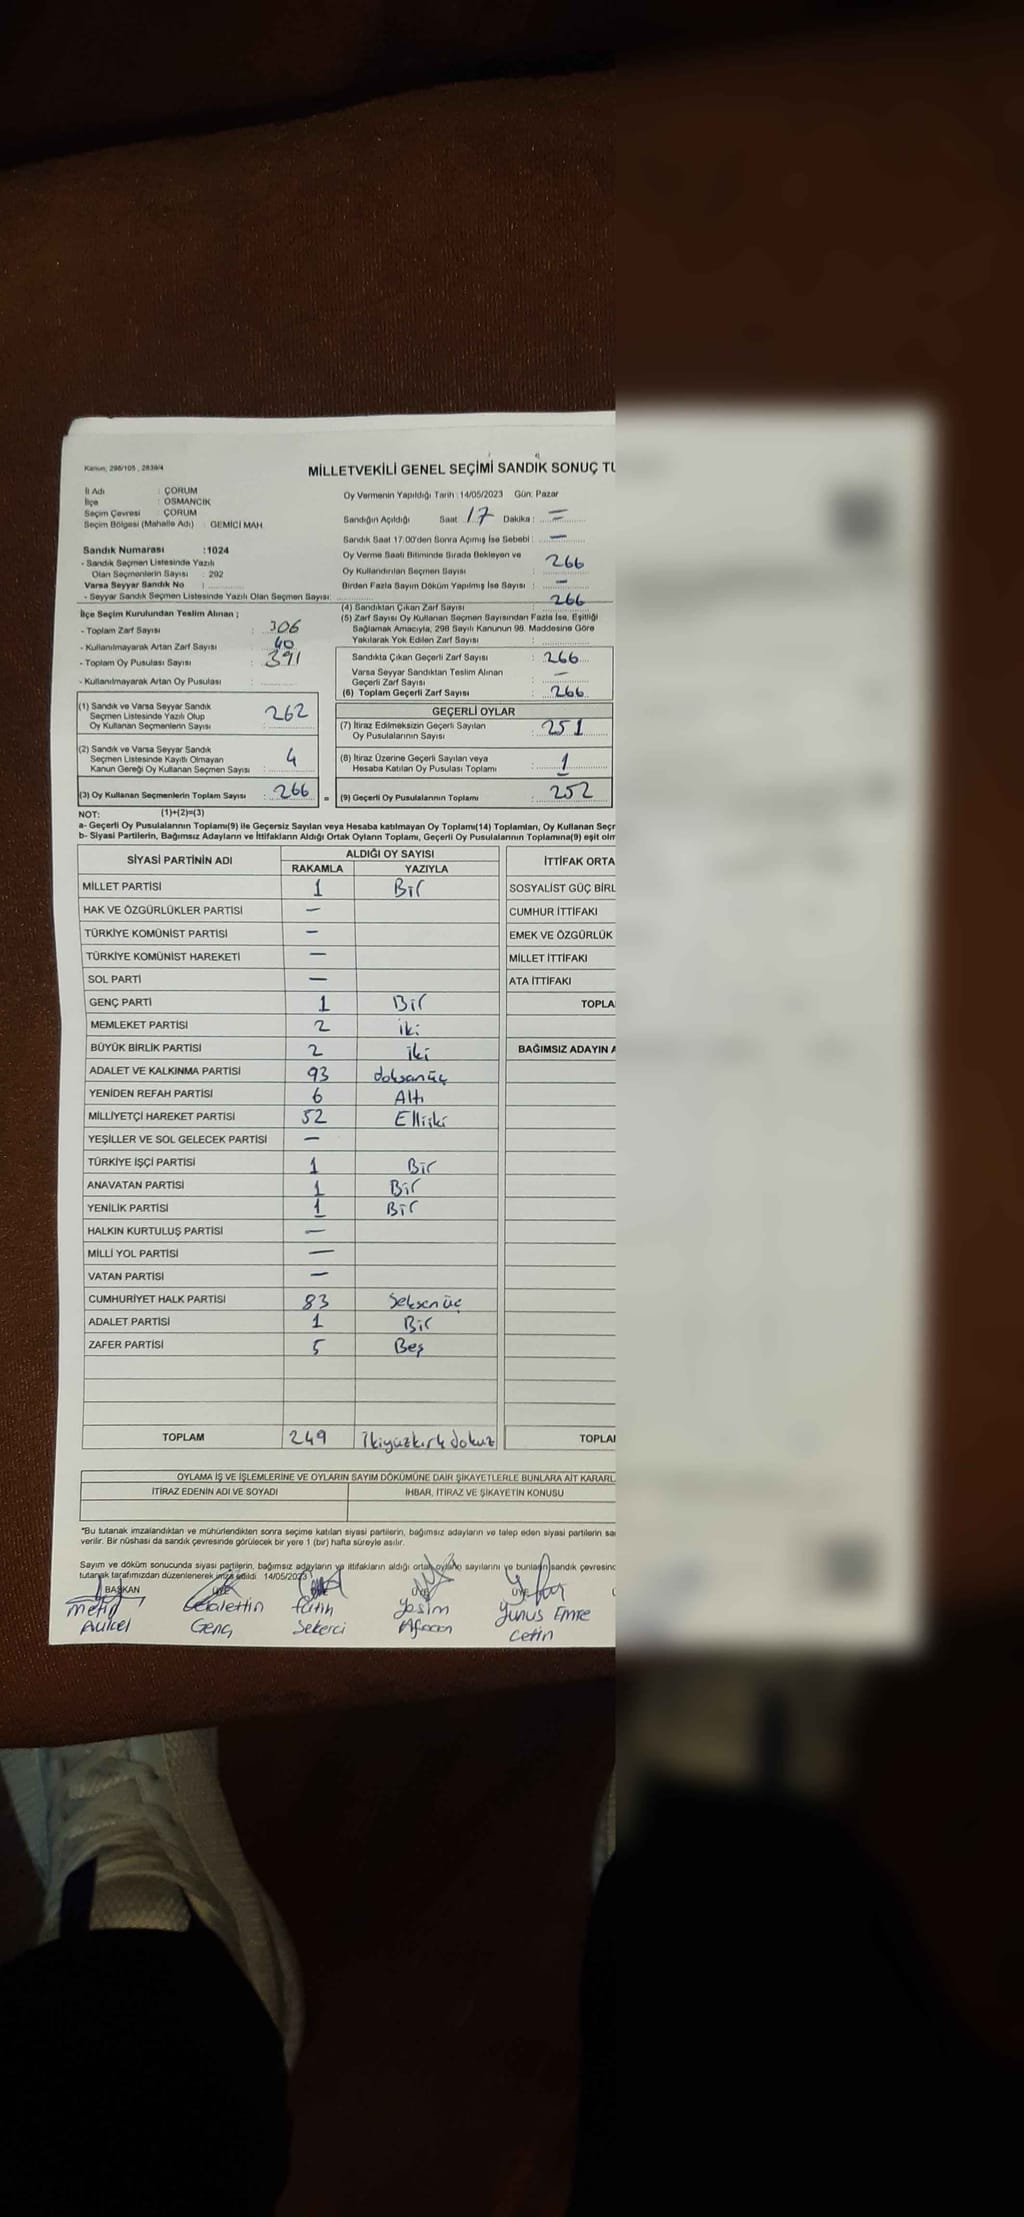 Kanun; 298/105 , 2839/4
MİLLETVEKİLİ GENEL SEÇİMİ SANDIK SONUÇ TU
İl Adı : ÇORUM
İlçe : OSMANCIK
Seçim Çevresi : ÇORUM
Seçim Bölgesi (Mahalle Adı) : GEMİCİ MAH.
Oy Vermenin Yapıldığı Tarih :14/05/2023 Gün: Pazar
Sandığın Açıldığı Saat 17 Dakika :
Sandık Saat 17.00'den Sonra Açımış İse Sebebi : —
Sandık Numarası :1024
- Sandık Seçmen Listesinde Yazılı
Olan Seçmenlerin Sayısı : 292
Varsa Seyyar Sandık No :
- Seyyar Sandık Seçmen Listesinde Yazılı Olan Seçmen Sayısı:
Oy Verme Saati Bitiminde Sırada Bekleyen ve
Oy Kullandırılan Seçmen Sayısı : 266
Birden Fazla Sayım Döküm Yapılmış İse Sayısı : —
İlçe Seçim Kurulundan Teslim Alınan ;
- Toplam Zarf Sayısı : 306
- Kullanılmayarak Artan Zarf Sayısı : 40
- Toplam Oy Pusulası Sayısı : 391
- Kullanılmayarak Artan Oy Pusulası :
(4) Sandıktan Çıkan Zarf Sayısı : 266
(5) Zarf Sayısı Oy Kullanan Seçmen Sayısından Fazla İse, Eşitliği
Sağlamak Amacıyla, 298 Sayılı Kanunun 98. Maddesine Göre
Yakılarak Yok Edilen Zarf Sayısı :
Sandıkta Çıkan Geçerli Zarf Sayısı : 266
Varsa Seyyar Sandıktan Teslim Alınan
Geçerli Zarf Sayısı : —
(6) Toplam Geçerli Zarf Sayısı : 266
(1) Sandık ve Varsa Seyyar Sandık
Seçmen Listesinde Yazılı Olup
Oy Kullanan Seçmenlerin Sayısı : 262
(2) Sandık ve Varsa Seyyar Sandık
Seçmen Listesinde Kayıtlı Olmayan
Kanun Gereği Oy Kullanan Seçmen Sayısı : 4
(3) Oy Kullanan Seçmenlerin Toplam Sayısı : 266
GEÇERLİ OYLAR
(7) İtiraz Edilmeksizin Geçerli Sayılan
Oy Pusulalarının Sayısı : 251
(8) İtiraz Üzerine Geçerli Sayılan veya
Hesaba Katılan Oy Pusulası Toplamı : 1
= (9) Geçerli Oy Pusulalarının Toplamı : 252
NOT: (1)+(2)=(3)
a- Geçerli Oy Pusulalarının Toplamı(9) ile Geçersiz Sayılan veya Hesaba katılmayan Oy Toplamı(14) Toplamları, Oy Kullanan Seçr
b- Siyasi Partilerin, Bağımsız Adayların ve İttifakların Aldığı Ortak Oyların Toplamı, Geçerli Oy Pusulalarının Toplamına(9) eşit olm
SİYASİ PARTİNİN ADI ALDIĞI OY SAYISI
RAKAMLA YAZIYLA
MİLLET PARTİSİ 1 Bir
HAK VE ÖZGÜRLÜKLER PARTİSİ —
TÜRKİYE KOMÜNİST PARTİSİ —
TÜRKİYE KOMÜNİST HAREKETİ —
SOL PARTİ —
GENÇ PARTİ 1 Bir
MEMLEKET PARTİSİ 2 iki
BÜYÜK BİRLİK PARTİSİ 2 iki
ADALET VE KALKINMA PARTİSİ 93 doksanüç
YENİDEN REFAH PARTİSİ 6 Altı
MİLLİYETÇİ HAREKET PARTİSİ 52 Elliiki
YEŞİLLER VE SOL GELECEK PARTİSİ —
TÜRKİYE İŞÇİ PARTİSİ 1 Bir
ANAVATAN PARTİSİ 1 Bir
YENİLİK PARTİSİ 1 Bir
HALKIN KURTULUŞ PARTİSİ —
MİLLİ YOL PARTİSİ —
VATAN PARTİSİ —
CUMHURİYET HALK PARTİSİ 83 Seksenüç
ADALET PARTİSİ 1 Bir
ZAFER PARTİSİ 5 Beş
TOPLAM 249 İkiyüzkırkdokuz
İTTİFAK ORTA
SOSYALİST GÜÇ BİRL
CUMHUR İTTİFAKI
EMEK VE ÖZGÜRLÜK
MİLLET İTTİFAKI
ATA İTTİFAKI
TOPLA
BAĞIMSIZ ADAYIN A
TOPLAI
OYLAMA İŞ VE İŞLEMLERİNE VE OYLARIN SAYIM DÖKÜMÜNE DAİR ŞİKAYETLERLE BUNLARA AİT KARARL
İTİRAZ EDENİN ADI VE SOYADI İHBAR, İTİRAZ VE ŞİKAYETİN KONUSU
"Bu tutanak imzalandıktan ve mühürlendikten sonra seçime katılan siyasi partilerin, bağımsız adayların ve talep eden siyasi partilerin sa
verilir. Bir nüshası da sandık çevresinde görülecek bir yere 1 (bir) hafta süreyle asılır.
Sayım ve döküm sonucunda siyasi partilerin, bağımsız adayların ve ittifakların aldığı ortak oyların sayılarını ve bunların sandık çevresinc
tutanak tarafımızdan düzenlenerek imza edildi 14/05/2023
BAŞKAN ÜYE ÜYE ÜYE ÜYE
Metin Celalettin Fatih Yasim Yunus Emre
Genç Şekerci Çetin